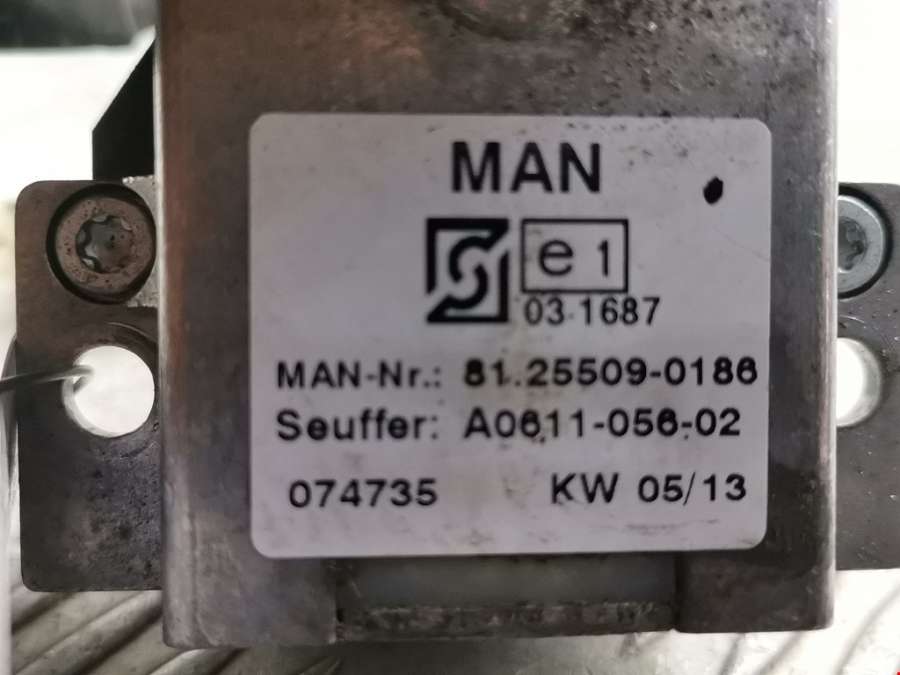 MAN
e 1
03-1687
MAN-Nr.: 81.25509-0186
Seuffer: A0611-056-02
074735 KW 05/13